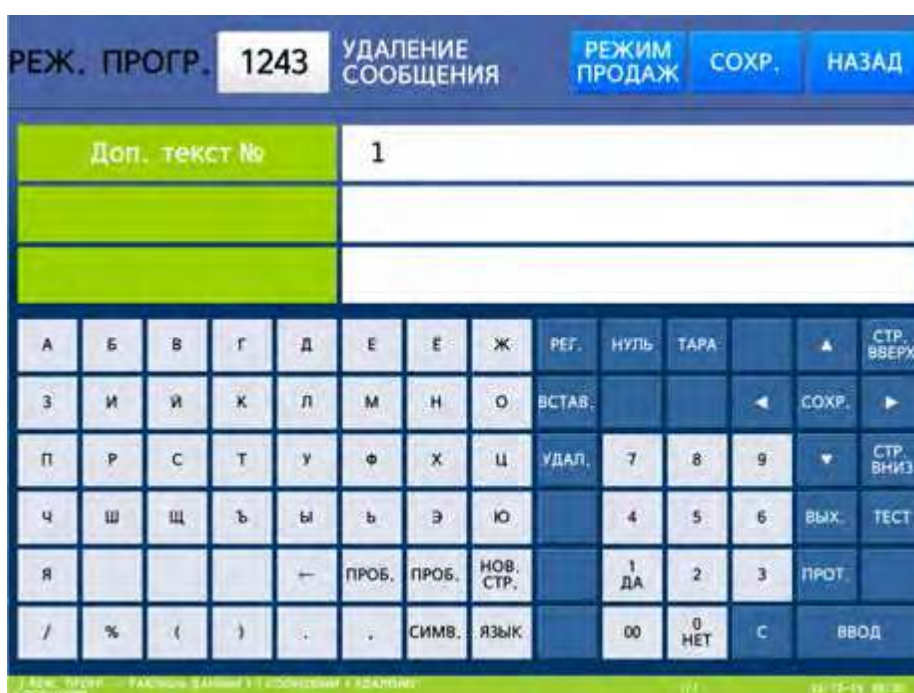 РЕЖ. ПРОГР. 1243 УДАЛЕНИЕ СООБЩЕНИЯ РЕЖИМ ПРОДАЖ СОХР. НАЗАД
Доп. текст № 1
А Б В Г Д Е Ё Ж РЕГ. НУЛЬ ТАРА ▲ СТР. ВВЕРХ
З И Й К Л М Н О ВСТАВ. ◄ СОХР. ►
П Р С Т У Ф Х Ц УДАЛ. 7 8 9 ▼ СТР. ВНИЗ
Ч Ш Щ Ъ Ы Ь Э Ю 4 5 6 ВЫХ. ТЕСТ
Я ← ПРОБ. ПРОБ. НОВ. СТР. 1 ДА 2 3 ПРОТ.
/ % ( ) . . СИМВ. ЯЗЫК 00 0 НЕТ С ВВОД